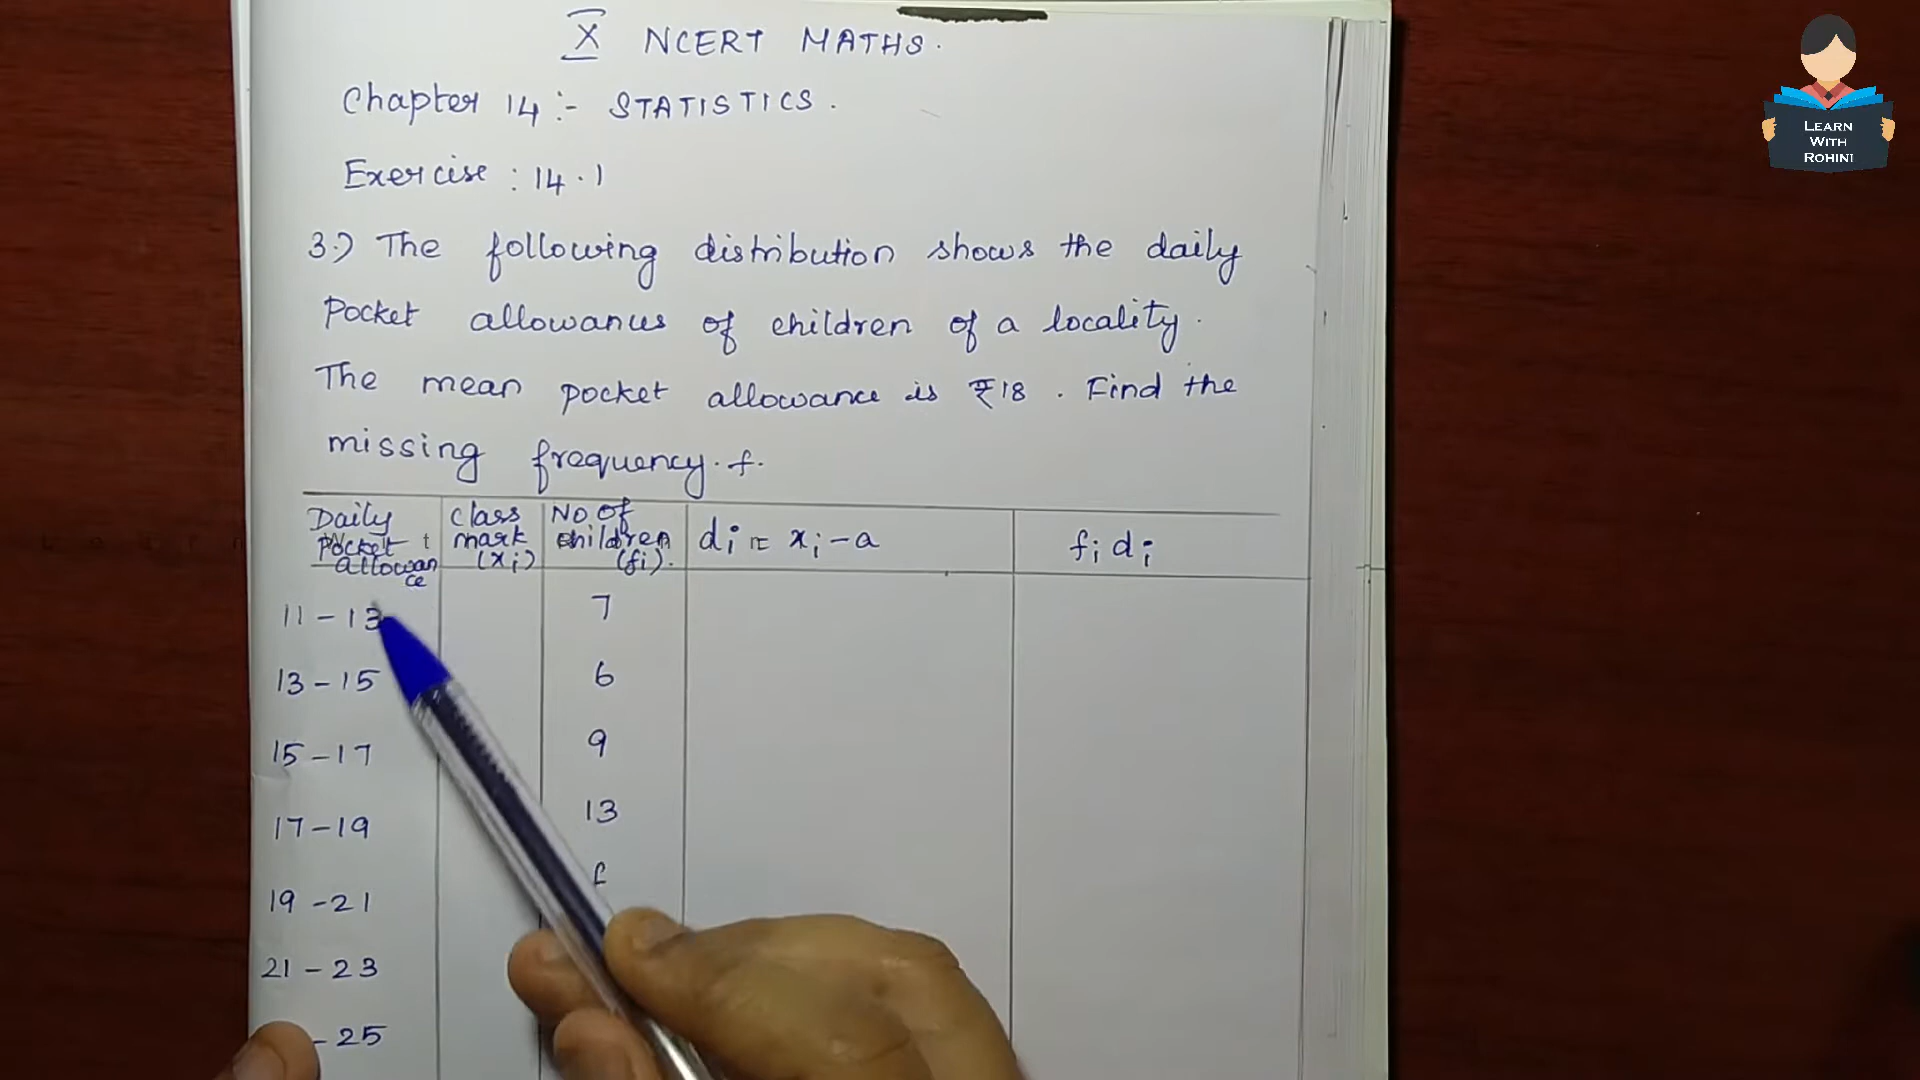 X NCERT MATHS.
Chapter 14 :- STATISTICS.
Exercise : 14.1
3.) The following distribution shows the daily
Pocket allowances of children of a locality.
The mean pocket allowance is ₹18. Find the
missing frequency. f.
Daily Pocket Allowan ce | class mark (xi) | No of children (fi). | di = xi - a | fi di
11 - 13 | 7
13 - 15 | 6
15 - 17 | 9
17 - 19 | 13
19 - 21 | f
21 - 23
- 25
LEARN
WITH
ROHINI